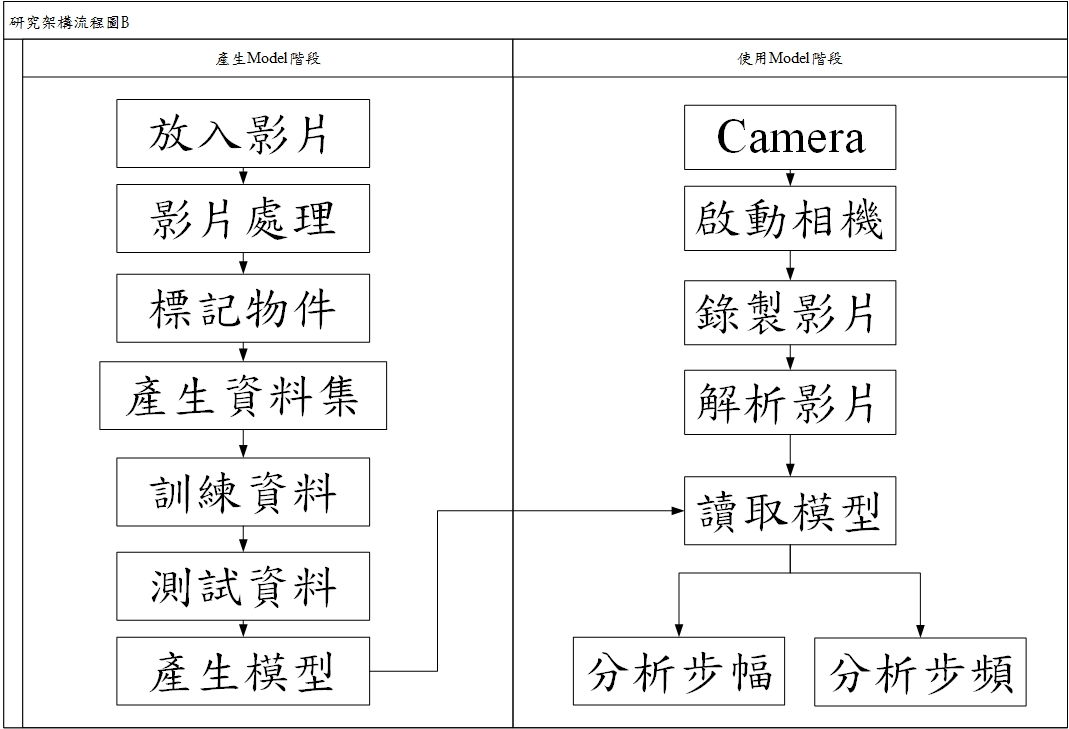 研究架構流程圖B
產生Model階段
放入影片
影片處理
標記物件
產生資料集
訓練資料
測試資料
產生模型
使用Model階段
Camera
啟動相機
錄製影片
解析影片
讀取模型
分析步幅
分析步頻